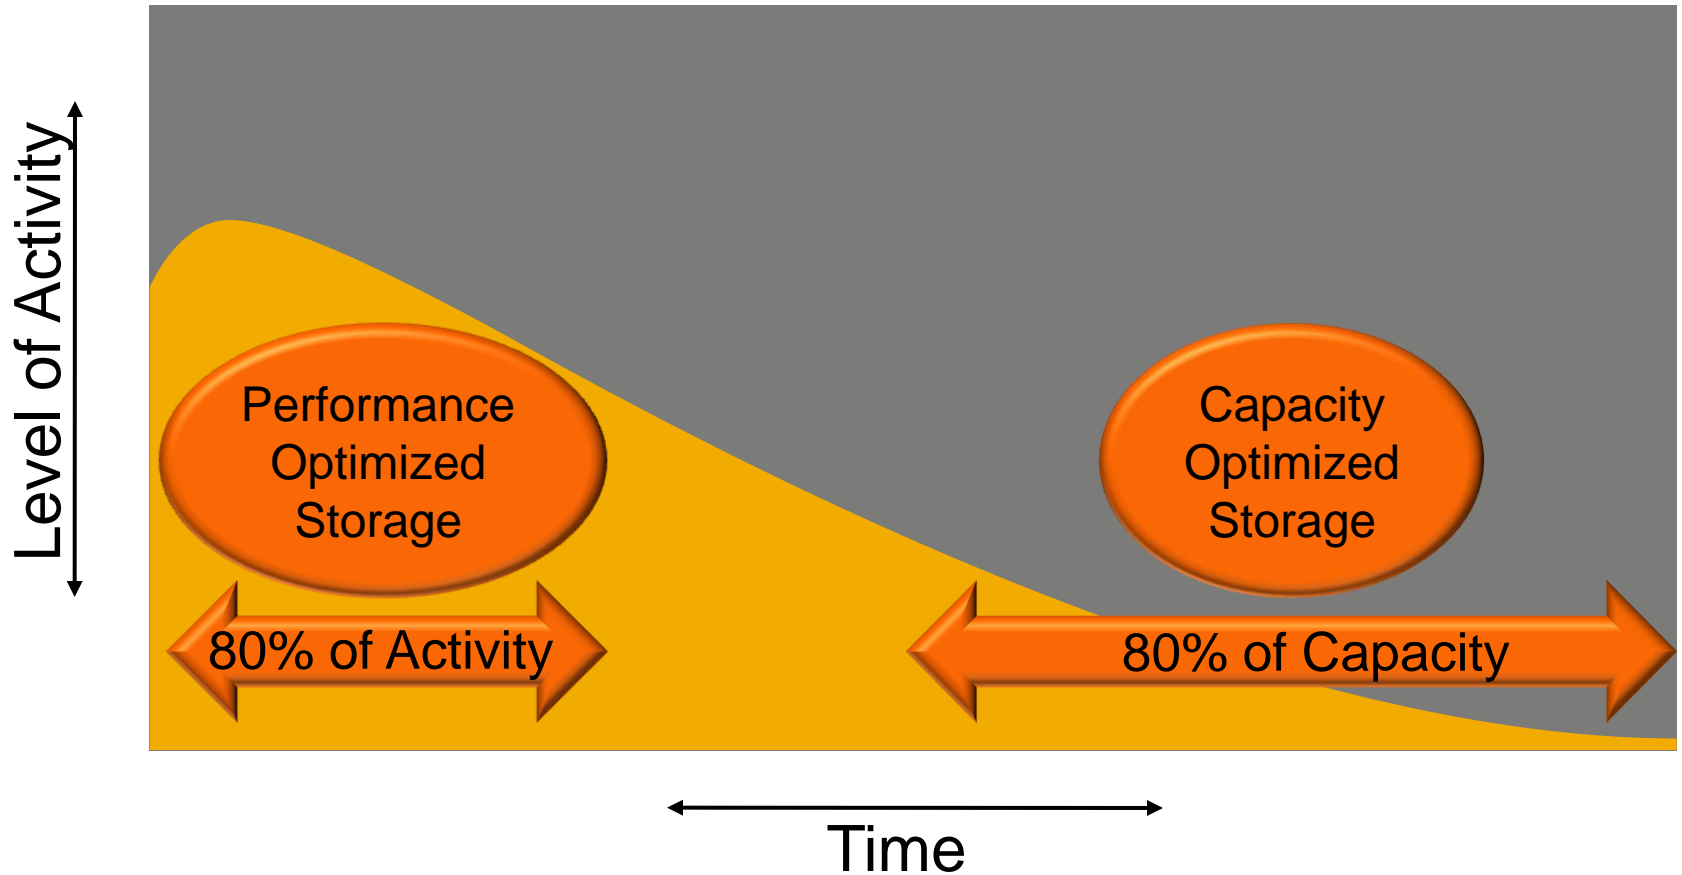 Level of Activity
Performance
Optimized
Storage
Capacity
Optimized
Storage
80% of Activity
80% of Capacity
Time